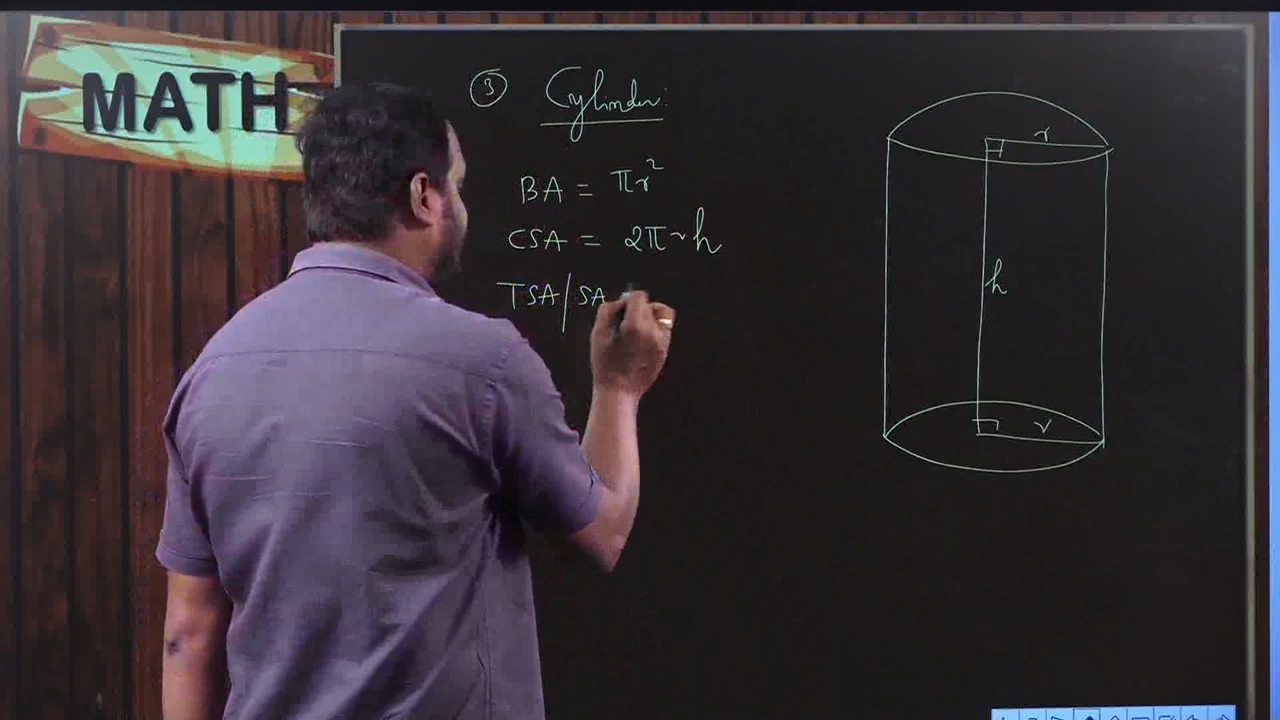 MATH
3 Cylinder:
BA = πr²
CSA = 2πrh
TSA/SA
r
h
r